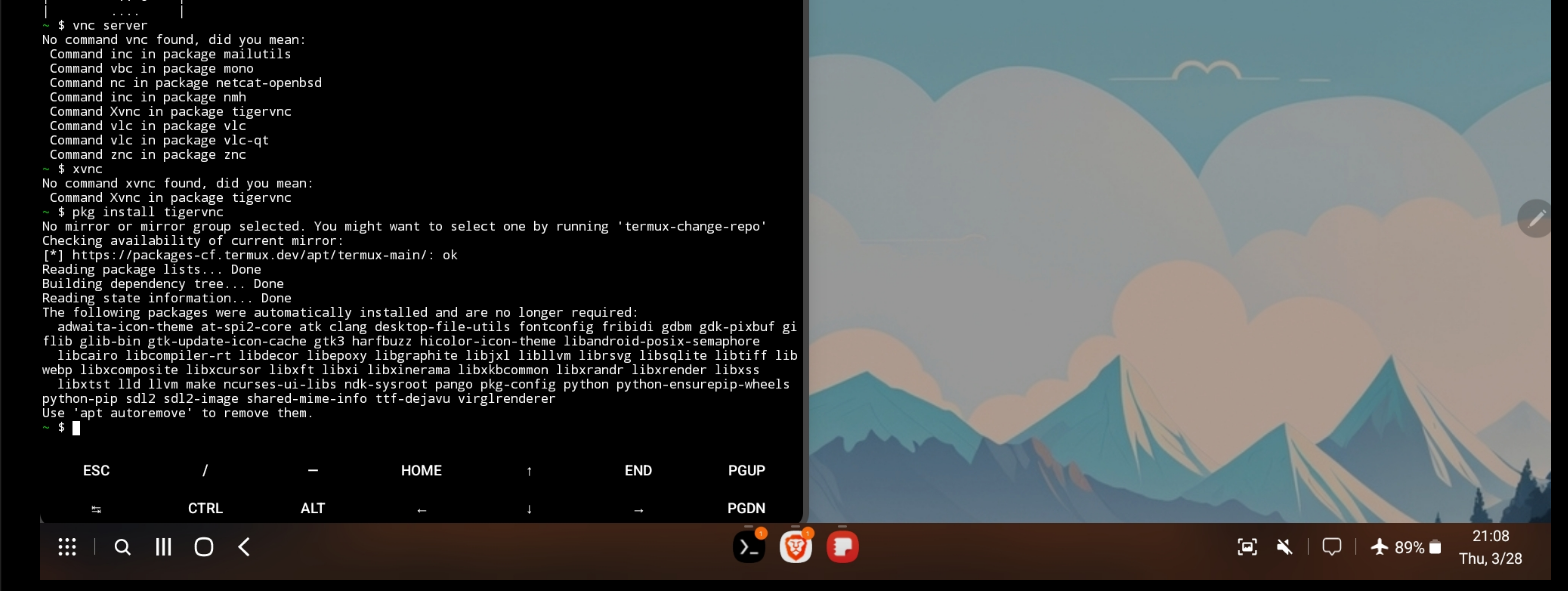 | .... |
~ $ vnc server
No command vnc found, did you mean:
 Command inc in package mailutils
 Command vbc in package mono
 Command nc in package netcat-openbsd
 Command inc in package nmh
 Command Xvnc in package tigervnc
 Command vlc in package vlc
 Command vlc in package vlc-qt
 Command znc in package znc
~ $ xvnc
No command xvnc found, did you mean:
 Command Xvnc in package tigervnc
~ $ pkg install tigervnc
No mirror or mirror group selected. You might want to select one by running 'termux-change-repo'
Checking availability of current mirror:
[*] https://packages-cf.termux.dev/apt/termux-main/: ok
Reading package lists... Done
Building dependency tree... Done
Reading state information... Done
The following packages were automatically installed and are no longer required:
  adwaita-icon-theme at-spi2-core atk clang desktop-file-utils fontconfig fribidi gdbm gdk-pixbuf gi
flib glib-bin gtk-update-icon-cache gtk3 harfbuzz hicolor-icon-theme libandroid-posix-semaphore
  libcairo libcompiler-rt libdecor libepoxy libgraphite libjxl libllvm librsvg libsqlite libtiff lib
webp libxcomposite libxcursor libxft libxi libxinerama libxkbcommon libxrandr libxrender libxss
  libxtst lld llvm make ncurses-ui-libs ndk-sysroot pango pkg-config python python-ensurepip-wheels
python-pip sdl2 sdl2-image shared-mime-info ttf-dejavu virglrenderer
Use 'apt autoremove' to remove them.
~ $
ESC / — HOME ↑ END PGUP
↹ CTRL ALT ← ↓ → PGDN
1 1
89% 21:08
Thu, 3/28